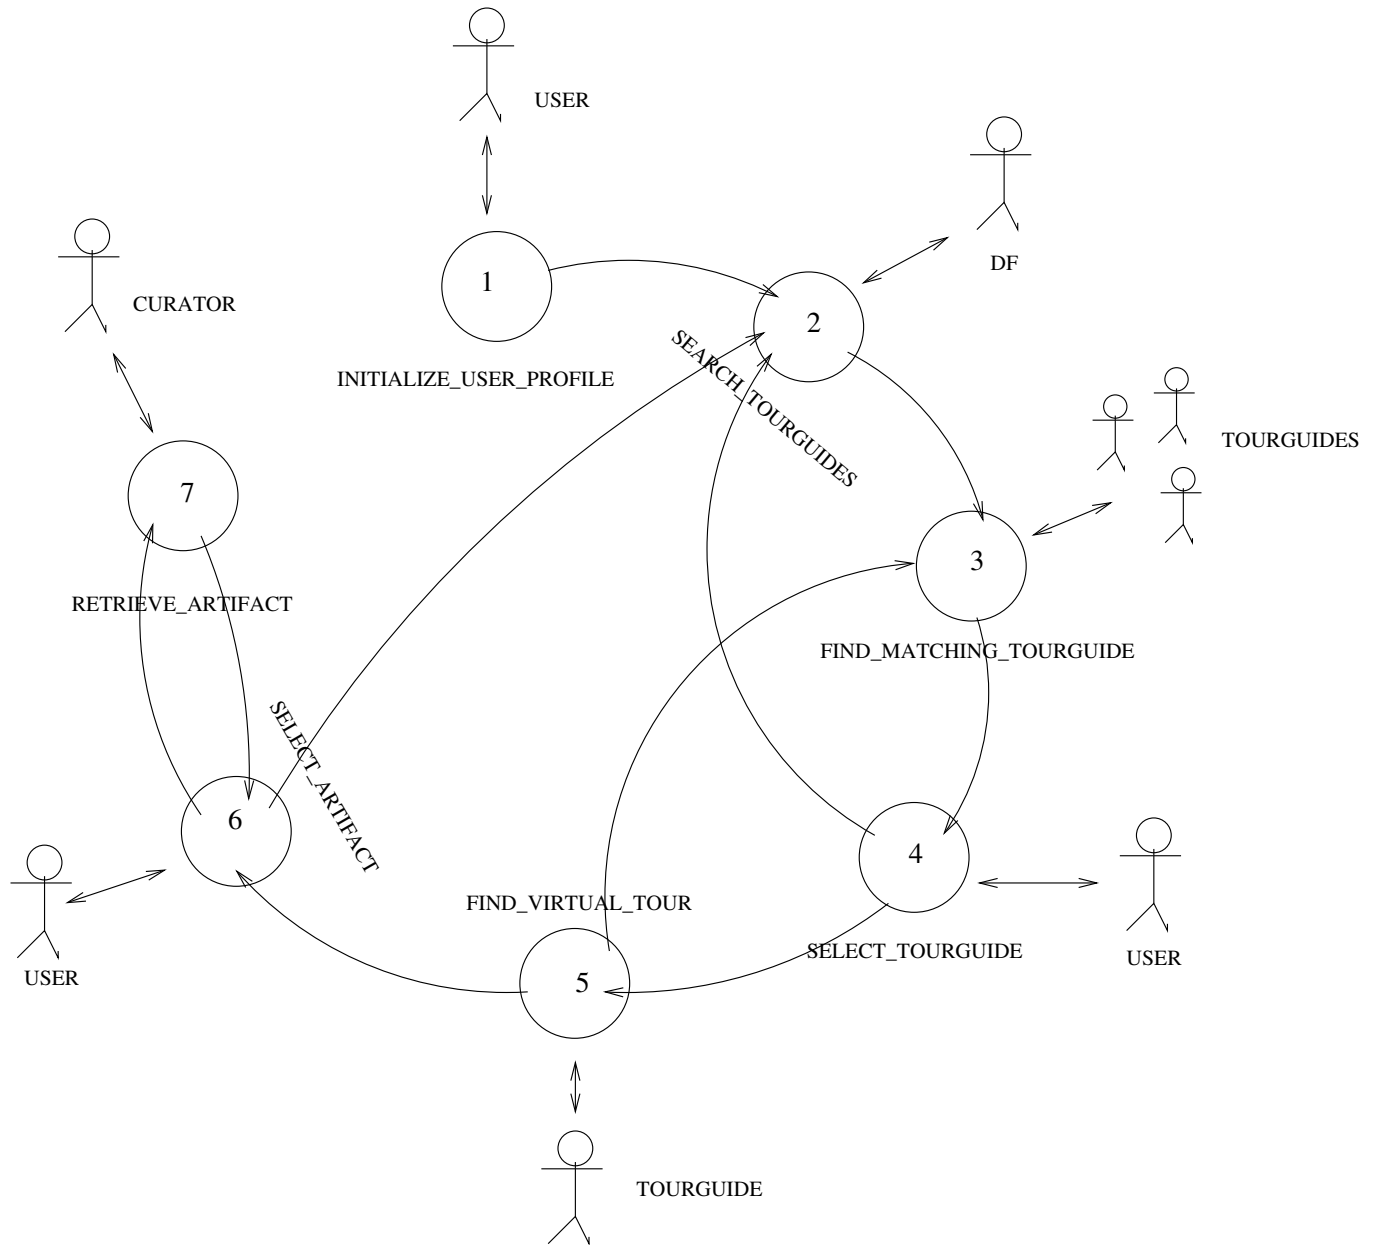 USER
DF
1
CURATOR
2
SEARCH_TOURGUIDES
INITIALIZE_USER_PROFILE
TOURGUIDES
7
3
RETRIEVE_ARTIFACT
FIND_MATCHING_TOURGUIDE
SELECT_ARTIFACT
6
4
FIND_VIRTUAL_TOUR
SELECT_TOURGUIDE
USER
USER
5
TOURGUIDE